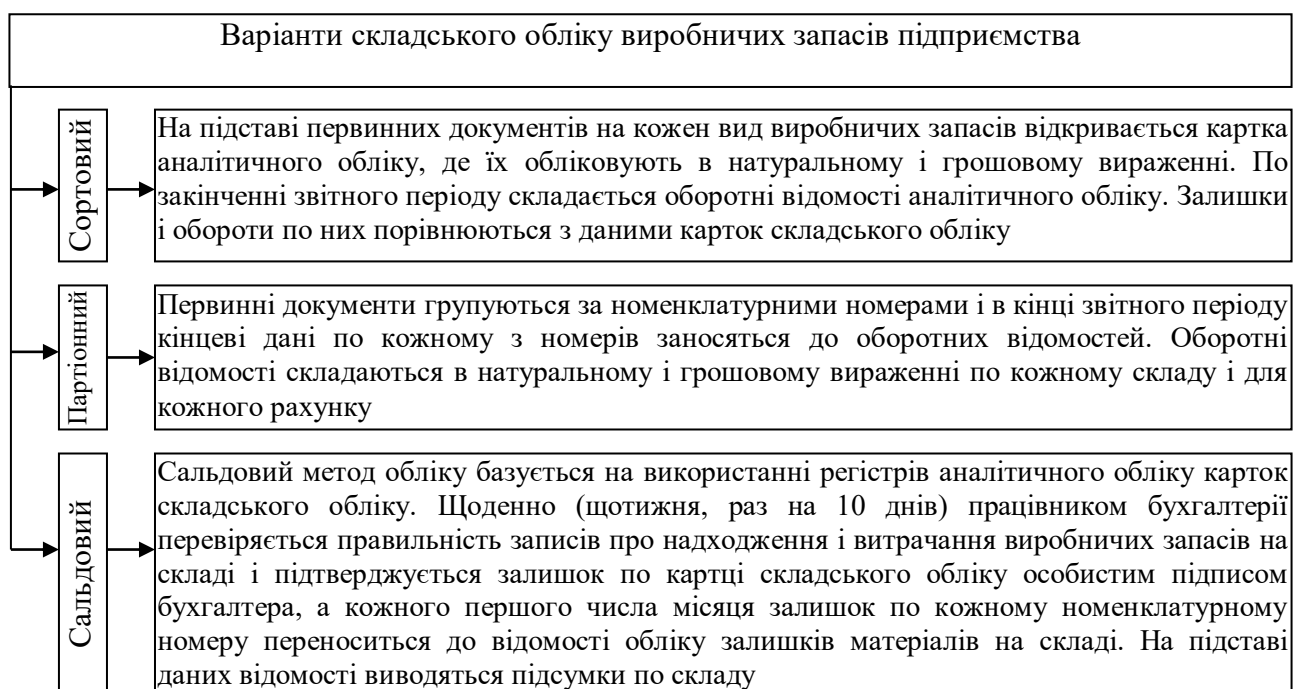 Варіанти складського обліку виробничих запасів підприємства
Сортовий
На підставі первинних документів на кожен вид виробничих запасів відкривається картка
аналітичного обліку, де їх обліковують в натуральному і грошовому вираженні. По
закінченні звітного періоду складається оборотні відомості аналітичного обліку. Залишки
і обороти по них порівнюються з даними карток складського обліку
Партіонний
Первинні документи групуються за номенклатурними номерами і в кінці звітного періоду
кінцеві дані по кожному з номерів заносяться до оборотних відомостей. Оборотні
відомості складаються в натуральному і грошовому вираженні по кожному складу і для
кожного рахунку
Сальдовий
Сальдовий метод обліку базується на використанні регістрів аналітичного обліку карток
складського обліку. Щоденно (щотижня, раз на 10 днів) працівником бухгалтерії
перевіряється правильність записів про надходження і витрачання виробничих запасів на
складі і підтверджується залишок по картці складського обліку особистим підписом
бухгалтера, а кожного першого числа місяця залишок по кожному номенклатурному
номеру переноситься до відомості обліку залишків матеріалів на складі. На підставі
даних відомості виводяться підсумки по складу